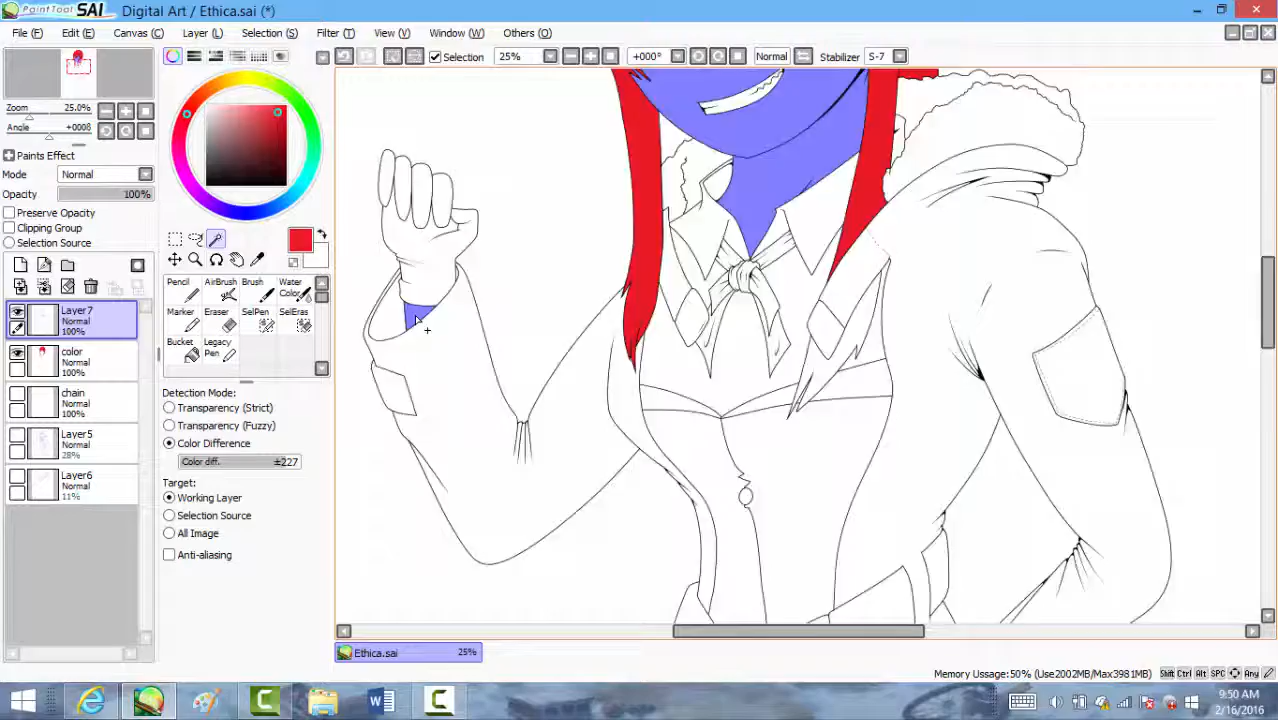 PaintTool SAI Digital Art / Ethica.sai (*)
File (F) Edit (E) Canvas (C) Layer (L) Selection (S) Filter (T) View (V) Window (W) Others (O)
Selection 25% +000° Normal Stabilizer S-7
Zoom 25.0%
Angle +000ß
Paints Effect
Mode Normal
Opacity 100%
Preserve Opacity
Clipping Group
Selection Source
Layer7
Normal
100%
color
Normal
100%
chain
Normal
100%
Layer5
Normal
28%
Layer6
Normal
11%
Pencil AirBrush Brush Water Color
Marker Eraser SelPen SelEras
Bucket Legacy Pen
Detection Mode:
Transparency (Strict)
Transparency (Fuzzy)
Color Difference
Color diff. ±227
Target:
Working Layer
Selection Source
All Image
Anti-aliasing
Ethica.sai 25%
Memory Usage:50% (Use2002MB/Max3981MB) Shift Ctrl Alt SPC Any
9:50 AM
2/16/2016